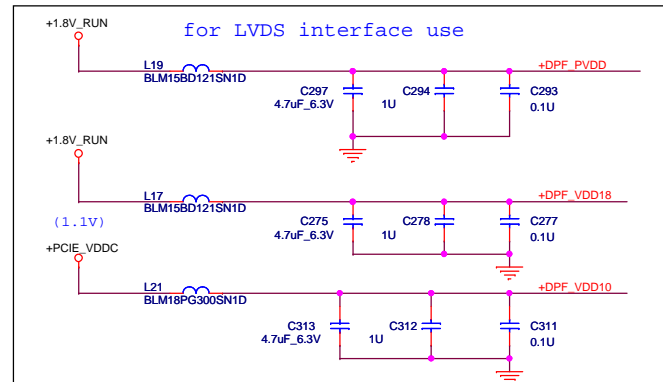 +1.8V_RUN
for LVDS interface use
L19
BLM15BD121SN1D
+DPF_PVDD
C297
4.7uF_6.3V
C294
1U
C293
0.1U
+1.8V_RUN
L17
BLM15BD121SN1D
+DPF_VDD18
(1.1V)
C275
4.7uF_6.3V
C278
1U
C277
0.1U
+PCIE_VDDC
L21
BLM18PG300SN1D
+DPF_VDD10
C313
4.7uF_6.3V
C312
1U
C311
0.1U